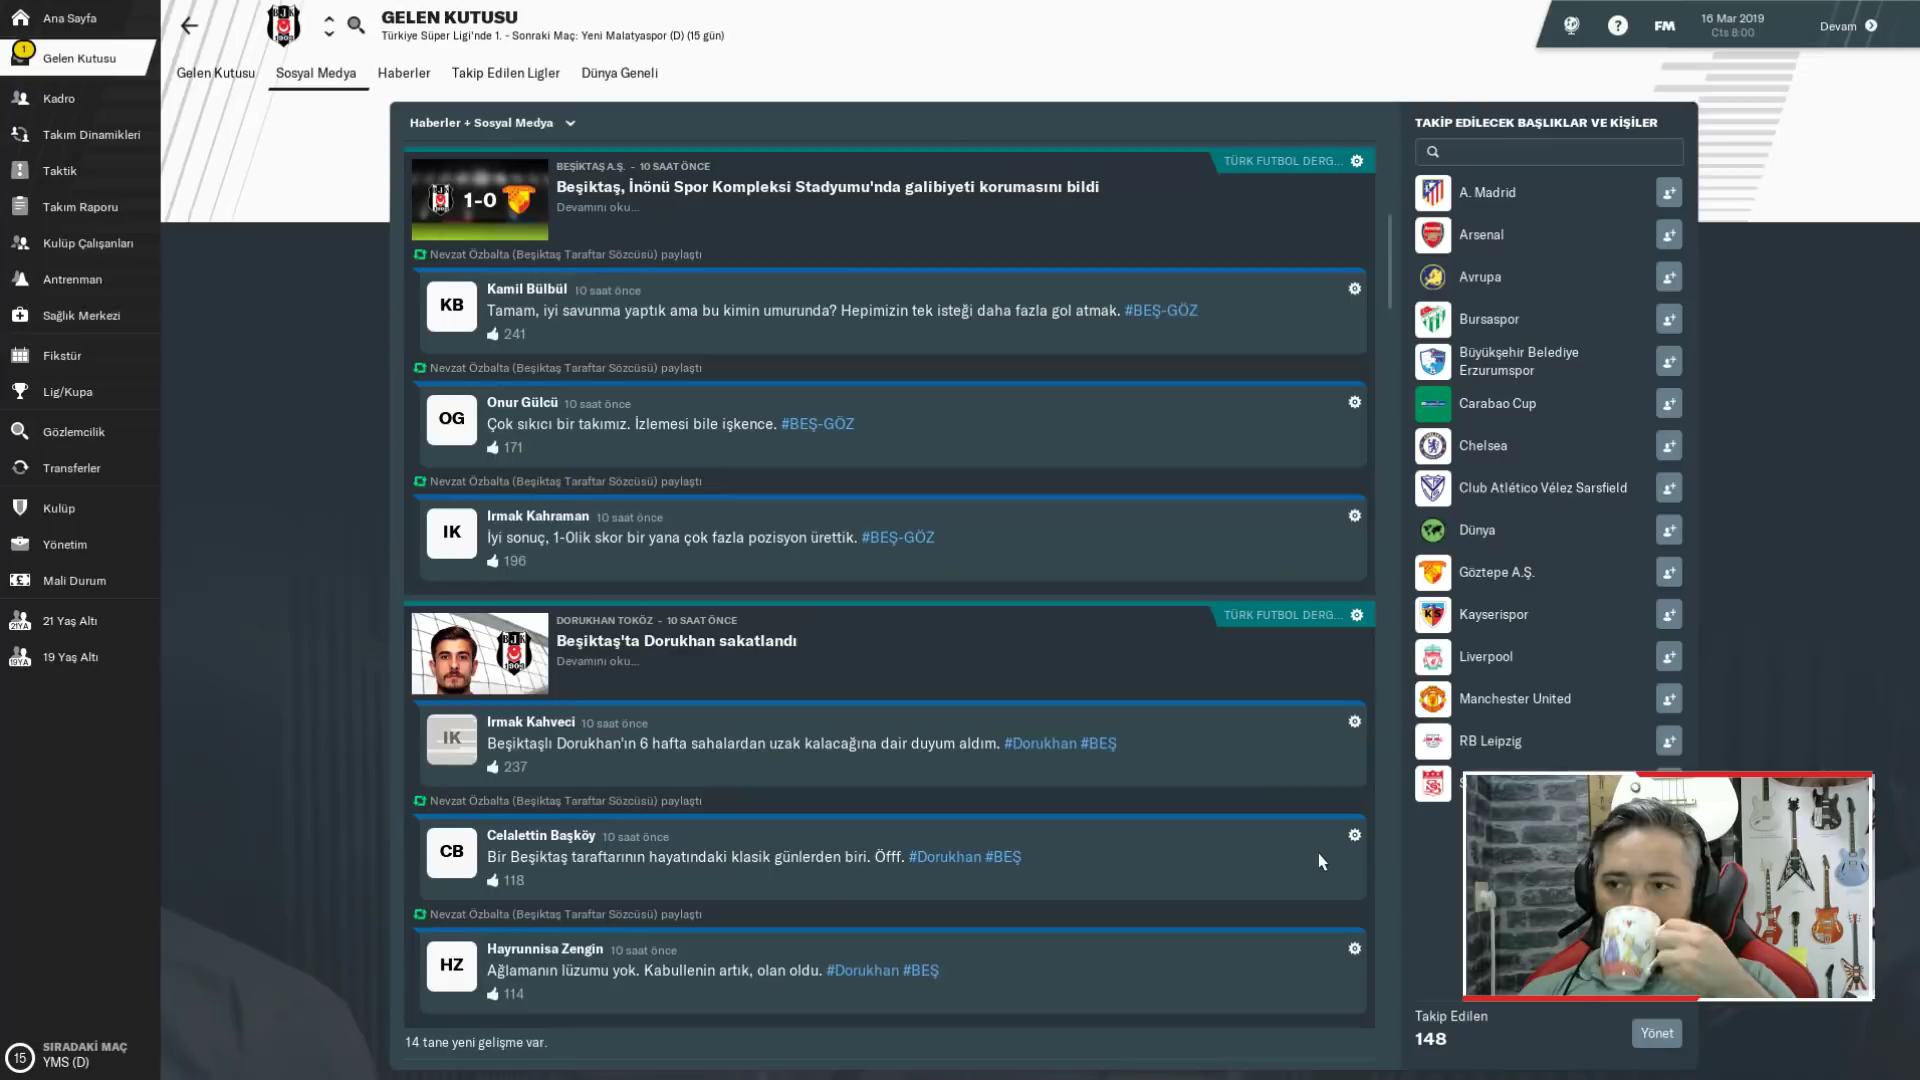 Ana Sayfa
1
Gelen Kutusu
Kadro
Takım Dinamikleri
Taktik
Takım Raporu
Kulüp Çalışanları
Antrenman
Sağlık Merkezi
Fikstür
Lig/Kupa
Gözlemcilik
Transferler
Kulüp
Yönetim
Mali Durum
21YA
21 Yaş Altı
19YA
19 Yaş Altı
15
SIRADAKİ MAÇ
YMS (D)
GELEN KUTUSU
Türkiye Süper Ligi'nde 1. - Sonraki Maç: Yeni Malatyaspor (D) (15 gün)
FM
16 Mar 2019
Cts 8:00
Devam
Gelen Kutusu
Sosyal Medya
Haberler
Takip Edilen Ligler
Dünya Geneli
Haberler + Sosyal Medya
BEŞİKTAŞ A.Ş. - 10 SAAT ÖNCE
TÜRK FUTBOL DERG...
1-0
Beşiktaş, İnönü Spor Kompleksi Stadyumu'nda galibiyeti korumasını bildi
Devamını oku...
Nevzat Özbalta (Beşiktaş Taraftar Sözcüsü) paylaştı
KB
Kamil Bülbül 10 saat önce
Tamam, iyi savunma yaptık ama bu kimin umurunda? Hepimizin tek isteği daha fazla gol atmak. #BEŞ-GÖZ
241
Nevzat Özbalta (Beşiktaş Taraftar Sözcüsü) paylaştı
OG
Onur Gülcü 10 saat önce
Çok sıkıcı bir takımız. İzlemesi bile işkence. #BEŞ-GÖZ
171
Nevzat Özbalta (Beşiktaş Taraftar Sözcüsü) paylaştı
IK
Irmak Kahraman 10 saat önce
İyi sonuç, 1-0lik skor bir yana çok fazla pozisyon ürettik. #BEŞ-GÖZ
196
DORUKHAN TOKÖZ - 10 SAAT ÖNCE
TÜRK FUTBOL DERG...
Beşiktaş'ta Dorukhan sakatlandı
Devamını oku...
IK
Irmak Kahveci 10 saat önce
Beşiktaşlı Dorukhan'ın 6 hafta sahalardan uzak kalacağına dair duyum aldım. #Dorukhan #BEŞ
237
Nevzat Özbalta (Beşiktaş Taraftar Sözcüsü) paylaştı
CB
Celalettin Başköy 10 saat önce
Bir Beşiktaş taraftarının hayatındaki klasik günlerden biri. Öfff. #Dorukhan #BEŞ
118
Nevzat Özbalta (Beşiktaş Taraftar Sözcüsü) paylaştı
HZ
Hayrunnisa Zengin 10 saat önce
Ağlamanın lüzumu yok. Kabullenin artık, olan oldu. #Dorukhan #BEŞ
114
14 tane yeni gelişme var.
TAKİP EDİLECEK BAŞLIKLAR VE KİŞİLER
A. Madrid
Arsenal
Avrupa
Bursaspor
Büyükşehir Belediye
Erzurumspor
Carabao Cup
Chelsea
Club Atlético Vélez Sarsfield
Dünya
Göztepe A.Ş.
Kayserispor
Liverpool
Manchester United
RB Leipzig
Takip Edilen
148
Yönet